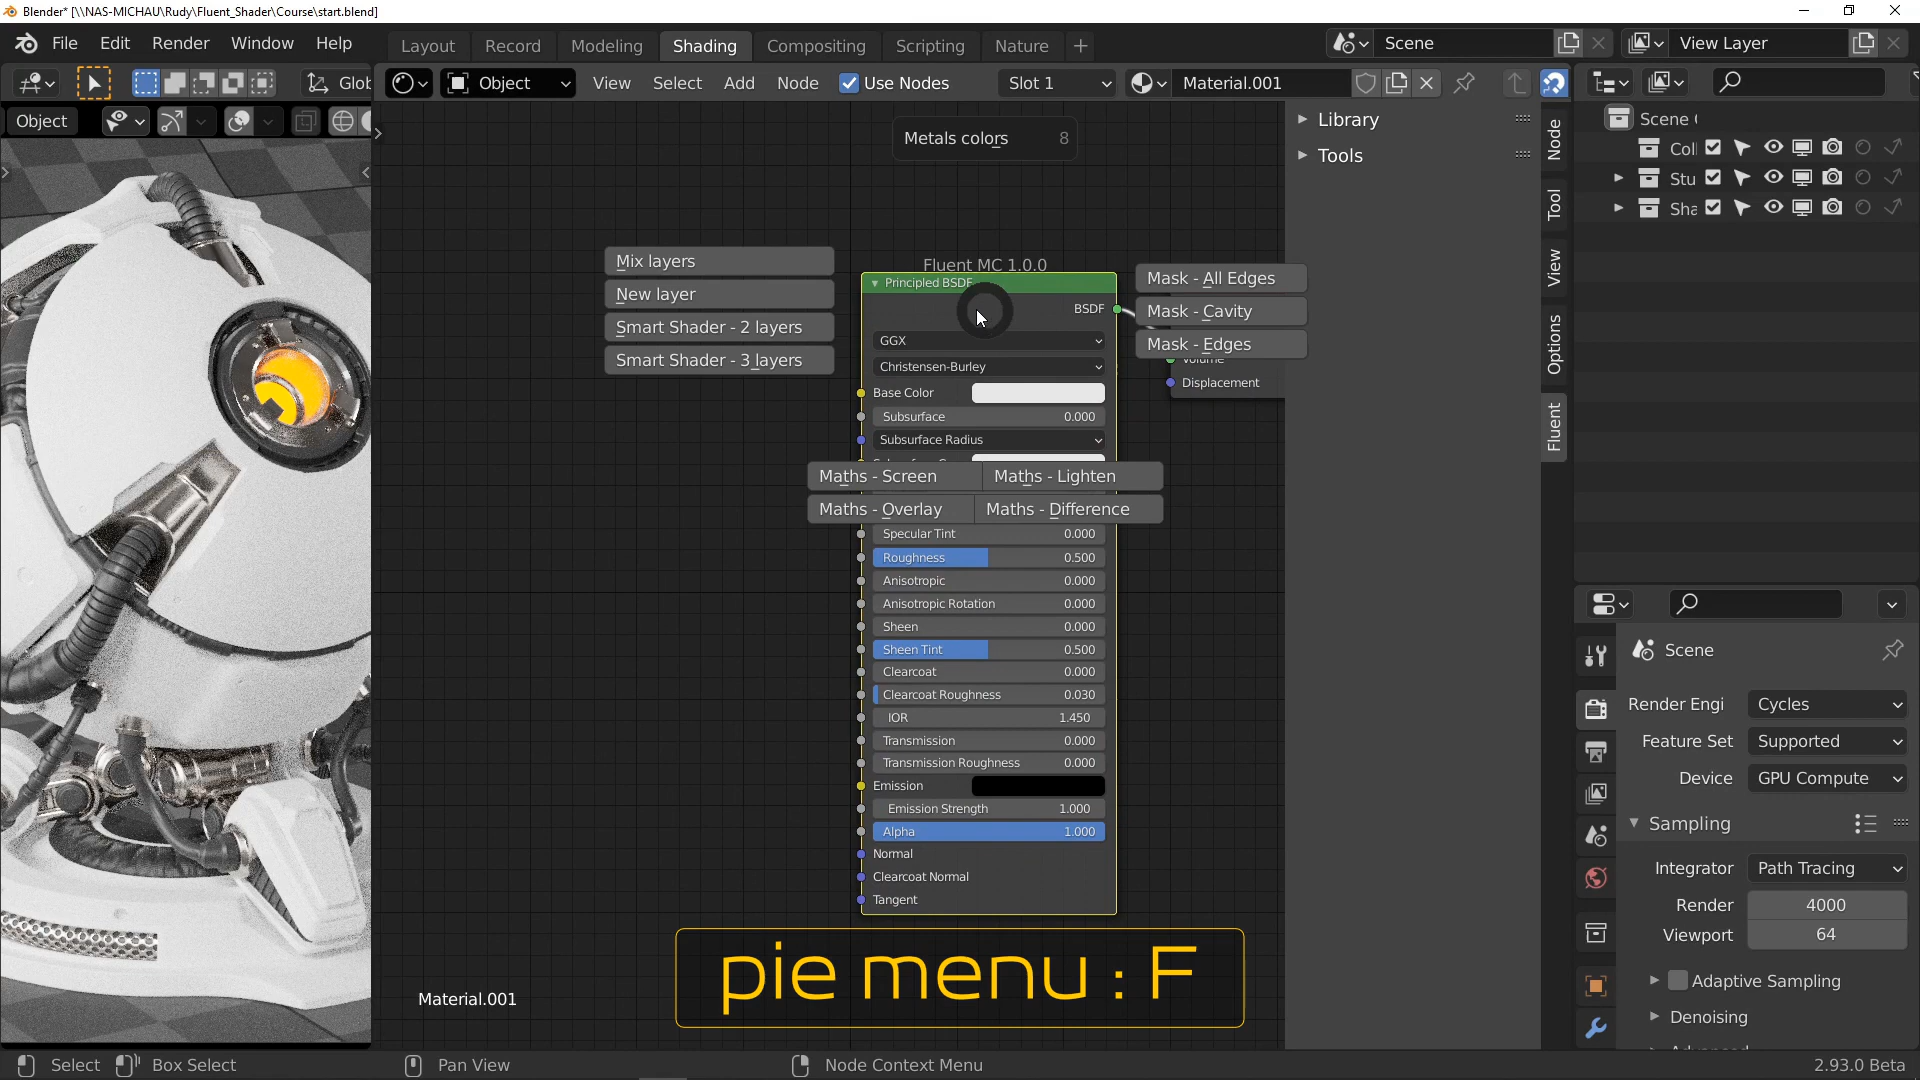 Blender* [\\NAS-MICHAU\Rudy\Fluent_Shader\Course\start.blend]
File Edit Render Window Help Layout Record Modeling Shading Compositing Scripting Nature + Scene View Layer
Glob Object View Select Add Node Use Nodes Slot 1 Material.001
Object
Metals colors 8
Library
Tools
Node
Tool
View
Options
Fluent
Scene
Coll
Stu
Sha
Mix layers
New layer
Smart Shader - 2 layers
Smart Shader - 3 layers
Fluent MC 1.0.0
Principled BSDF
BSDF
GGX
Christensen-Burley
Base Color
Subsurface 0.000
Subsurface Radius
Mask - All Edges
Mask - Cavity
Mask - Edges
Volume
Displacement
Maths - Screen Maths - Lighten
Maths - Overlay Maths - Difference
Specular Tint 0.000
Roughness 0.500
Anisotropic 0.000
Anisotropic Rotation 0.000
Sheen 0.000
Sheen Tint 0.500
Clearcoat 0.000
Clearcoat Roughness 0.030
IOR 1.450
Transmission 0.000
Transmission Roughness 0.000
Emission
Emission Strength 1.000
Alpha 1.000
Normal
Clearcoat Normal
Tangent
pie menu : F
Material.001
Scene
Render Engi Cycles
Feature Set Supported
Device GPU Compute
Sampling
Integrator Path Tracing
Render 4000
Viewport 64
Adaptive Sampling
Denoising
Select Box Select Pan View Node Context Menu 2.93.0 Beta